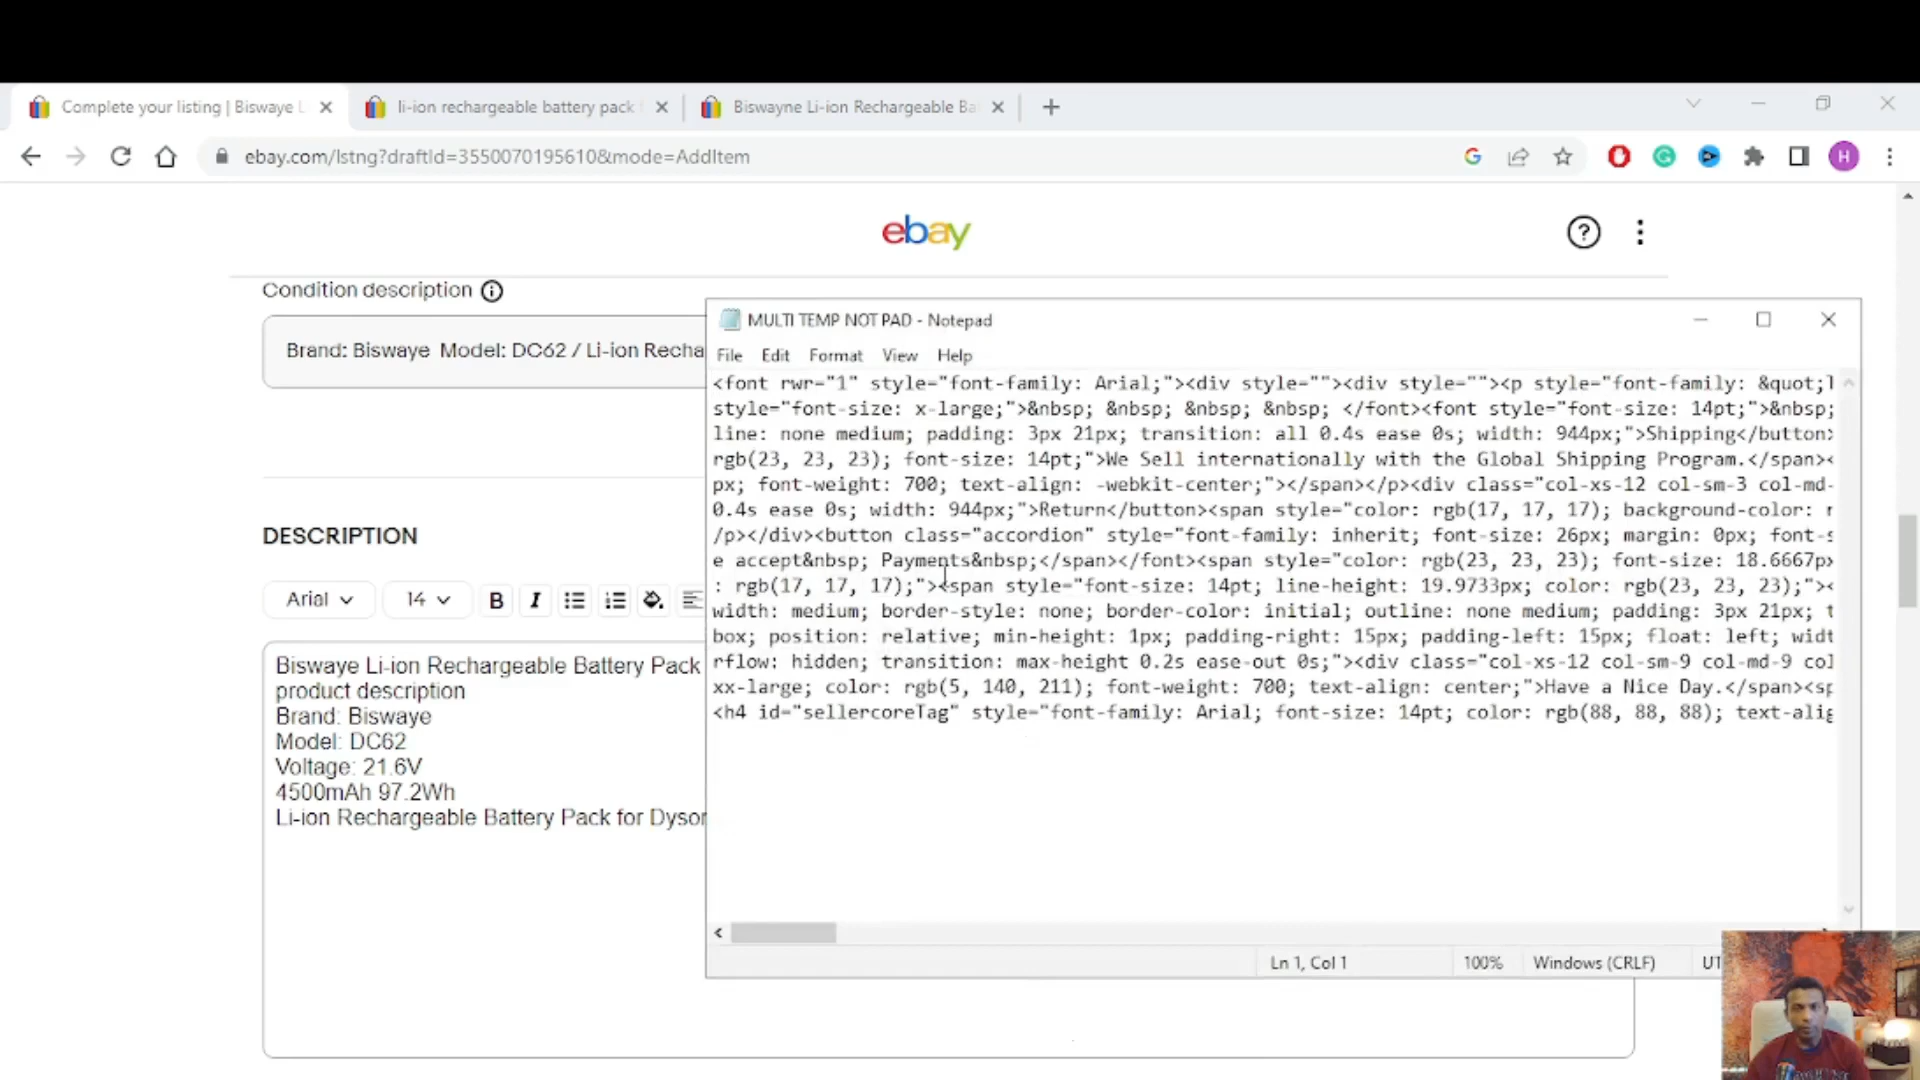 Complete your listing | Biswaye L
li-ion rechargeable battery pack
Biswayne Li-ion Rechargeable Ba
ebay.com/lstng?draftId=3550070195610&mode=AddItem
G
H
ebay
?
Condition description
Brand: Biswaye  Model: DC62 / Li-ion Recha
DESCRIPTION
Arial
14
B
I
Biswaye Li-ion Rechargeable Battery Pack
product description
Brand: Biswaye
Model: DC62
Voltage: 21.6V
4500mAh 97.2Wh
Li-ion Rechargeable Battery Pack for Dyson
MULTI TEMP NOT PAD - Notepad
File Edit Format View Help
<font rwr="1" style="font-family: Arial;"><div style=""><div style=""><p style="font-family: &quot;l
style="font-size: x-large;">&nbsp; &nbsp; &nbsp; &nbsp; </font><font style="font-size: 14pt;">&nbsp;
line: none medium; padding: 3px 21px; transition: all 0.4s ease 0s; width: 944px;">Shipping</button>
rgb(23, 23, 23); font-size: 14pt;">We Sell internationally with the Global Shipping Program.</span><
px; font-weight: 700; text-align: -webkit-center;"></span></p><div class="col-xs-12 col-sm-3 col-md-
0.4s ease 0s; width: 944px;">Return</button><span style="color: rgb(17, 17, 17); background-color: r
/p></div><button class="accordion" style="font-family: inherit; font-size: 26px; margin: 0px; font-s
e accept&nbsp; Payments&nbsp;</span></font><span style="color: rgb(23, 23, 23); font-size: 18.6667px
: rgb(17, 17, 17);"><span style="font-size: 14pt; line-height: 19.9733px; color: rgb(23, 23, 23);"><
width: medium; border-style: none; border-color: initial; outline: none medium; padding: 3px 21px; t
box; position: relative; min-height: 1px; padding-right: 15px; padding-left: 15px; float: left; widt
rflow: hidden; transition: max-height 0.2s ease-out 0s;"><div class="col-xs-12 col-sm-9 col-md-9 col
xx-large; color: rgb(5, 140, 211); font-weight: 700; text-align: center;">Have a Nice Day.</span><sp
<h4 id="sellercoreTag" style="font-family: Arial; font-size: 14pt; color: rgb(88, 88, 88); text-alig
Ln 1, Col 1
100%
Windows (CRLF)
UT